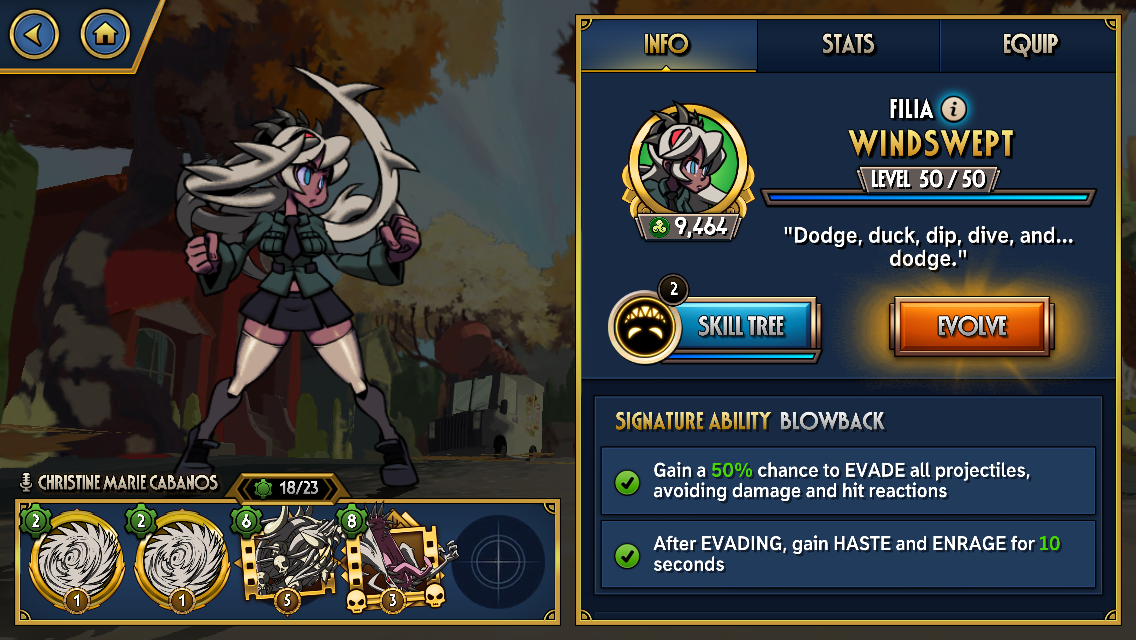 INFO
STATS
EQUIP
FILIA i
WINDSWEPT
LEVEL 50 / 50
9,464
"Dodge, duck, dip, dive, and...
dodge."
2
SKILL TREE
EVOLVE
SIGNATURE ABILITY BLOWBACK
Gain a 50% chance to EVADE all projectiles,
avoiding damage and hit reactions
After EVADING, gain HASTE and ENRAGE for 10
seconds
CHRISTINE MARIE CABANOS
18/23
2
2
6
8
1
1
5
3